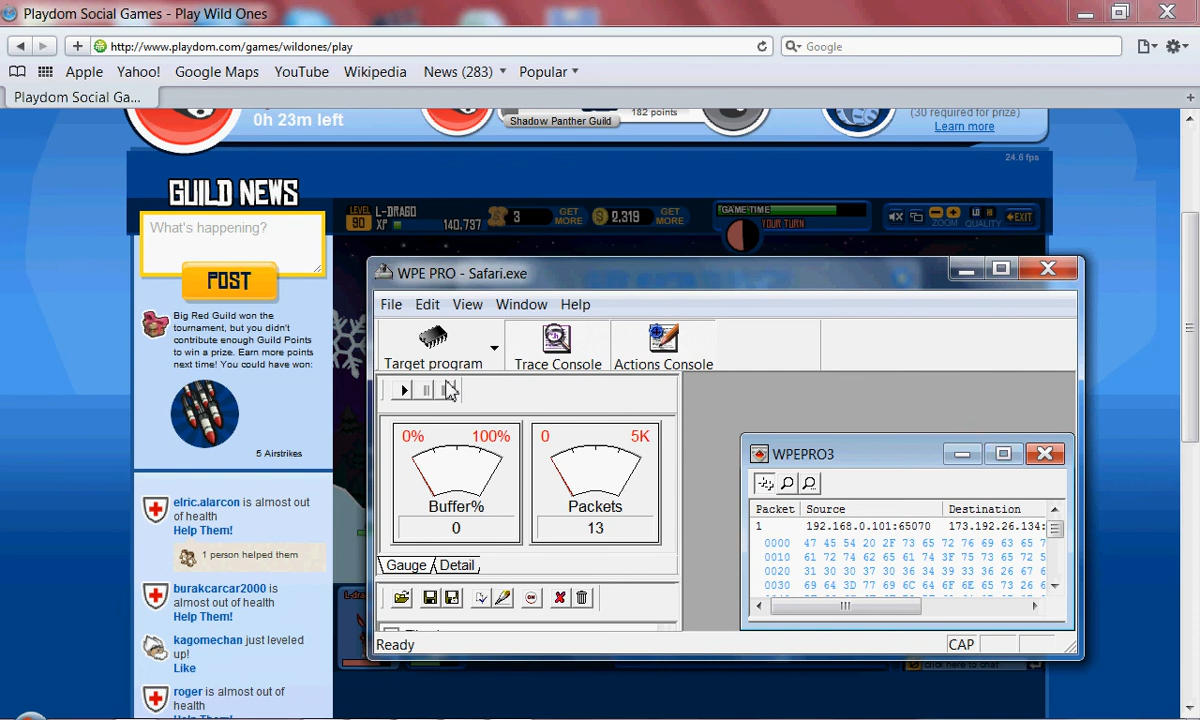 Playdom Social Games - Play Wild Ones
http://www.playdom.com/games/wildones/play
Google
Apple
Yahoo!
Google Maps
YouTube
Wikipedia
News (283)
Popular
Playdom Social Ga...
0h 23m left
Shadow Panther Guild
182 points
(30 required for prize)
Learn more
24.6 fps
GUILD NEWS
What's happening?
POST
LEVEL
90
L-DRAGO
XP
140,737
3
GET
MORE
2,319
GET
MORE
GAME TIME
YOUR TURN
ZOOM
LO
HI
QUALITY
EXIT
Big Red Guild won the
tournament, but you didn't
contribute enough Guild Points
to win a prize. Earn more points
next time! You could have won:
5 Airstrikes
elric.alarcon is almost out
of health
Help Them!
1 person helped them
burakcarcar2000 is
almost out of health
Help Them!
kagomechan just leveled
up!
Like
roger is almost out of
health
WPE PRO - Safari.exe
File
Edit
View
Window
Help
Target program
Trace Console
Actions Console
0%
100%
Buffer%
0
0
5K
Packets
13
Gauge
Detail
Ready
CAP
WPEPRO3
Packet
Source
Destination
1
192.168.0.101:65070
173.192.26.134:
0000 47 45 54 20 2F 73 65 72 76 69 63 65
0010 61 72 74 62 65 61 74 3F 75 73 65 72
0020 31 30 30 37 30 36 34 39 33 36 26 67
0030 69 64 3D 77 69 6C 64 6F 6E 65 73 26
click here to chat